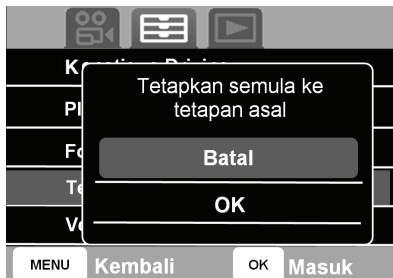 Tetapkan semula ke
tetapan asal
Batal
OK
MENU Kembali OK Masuk